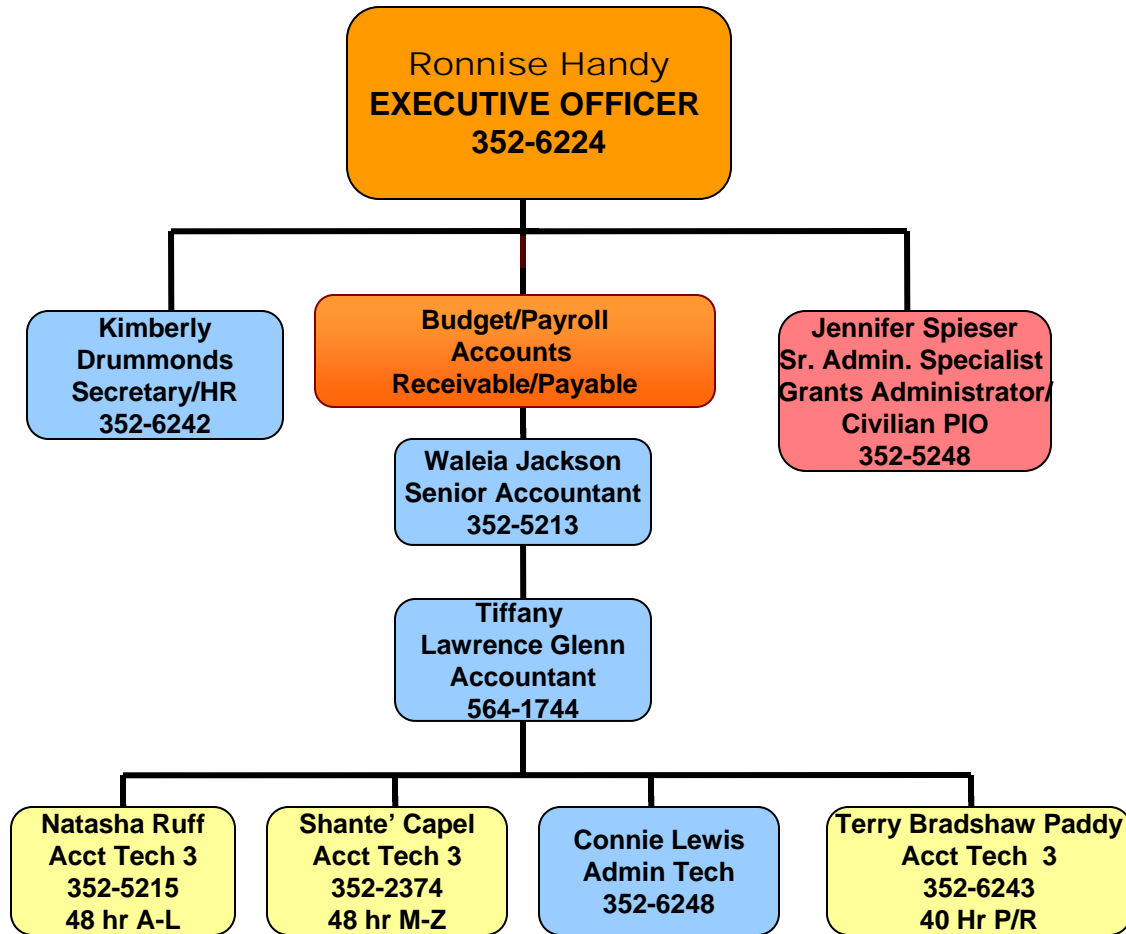 Ronnise Handy
EXECUTIVE OFFICER
352-6224
Kimberly
Drummonds
Secretary/HR
352-6242
Budget/Payroll
Accounts
Receivable/Payable
Jennifer Spieser
Sr. Admin. Specialist
Grants Administrator/
Civilian PIO
352-5248
Waleia Jackson
Senior Accountant
352-5213
Tiffany
Lawrence Glenn
Accountant
564-1744
Natasha Ruff
Acct Tech 3
352-5215
48 hr A-L
Shante’ Capel
Acct Tech 3
352-2374
48 hr M-Z
Connie Lewis
Admin Tech
352-6248
Terry Bradshaw Paddy
Acct Tech 3
352-6243
40 Hr P/R